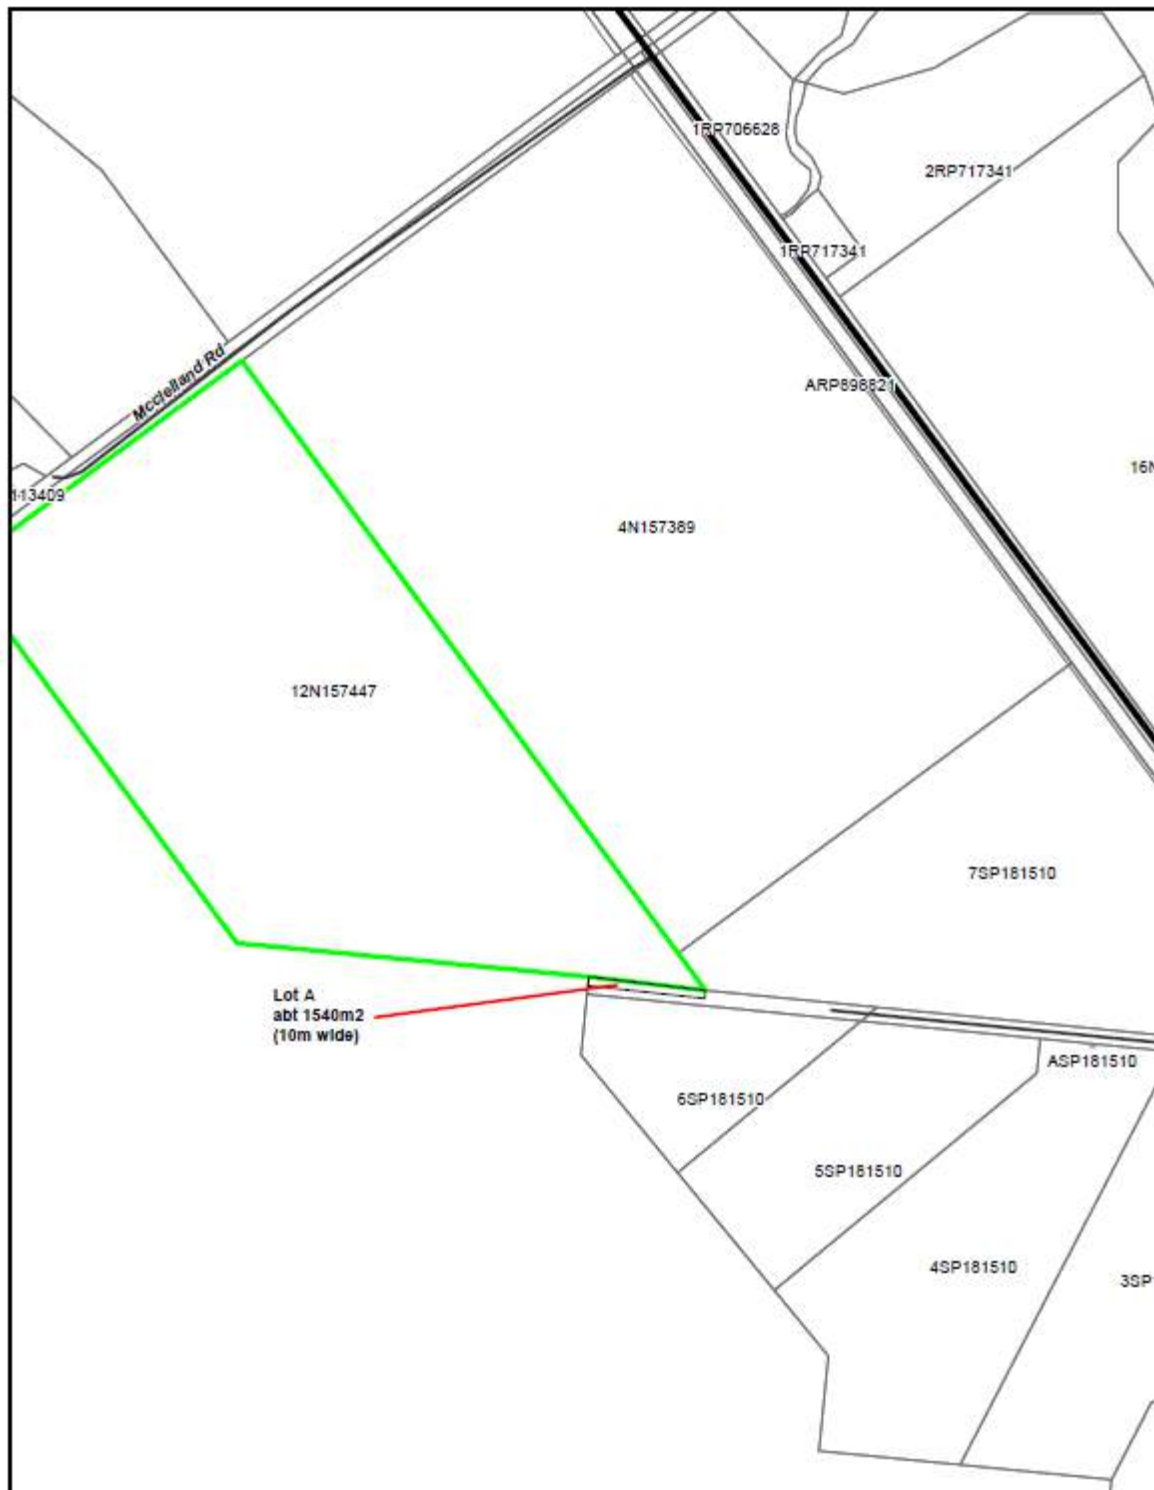 1RP706628
2RP717341
1RP717341
Mcclelland Rd
ARP898821
16N
113409
4N157389
12N157447
7SP181510
Lot A
abt 1540m2
(10m wide)
ASP181510
6SP181510
5SP181510
4SP181510
3SP